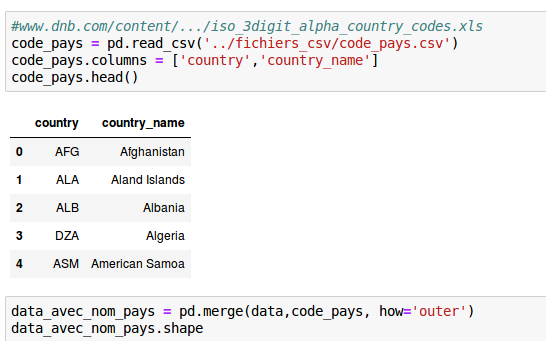 #www.dnb.com/content/.../iso_3digit_alpha_country_codes.xls
code_pays = pd.read_csv('../fichiers_csv/code_pays.csv')
code_pays.columns = ['country','country_name']
code_pays.head()
country country_name
0 AFG Afghanistan
1 ALA Aland Islands
2 ALB Albania
3 DZA Algeria
4 ASM American Samoa
data_avec_nom_pays = pd.merge(data,code_pays, how='outer')
data_avec_nom_pays.shape